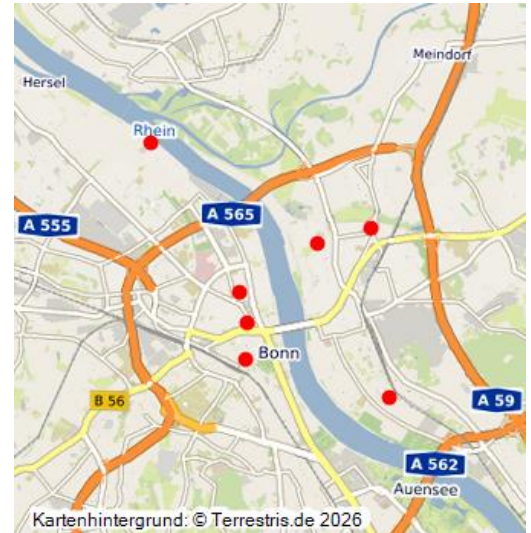 Meindorf
Hersel
Rhein
A 565
A 555
Bonn
B 56
A 59
A 562
Auensee
Kartenhintergrund: © Terrestris.de 2026